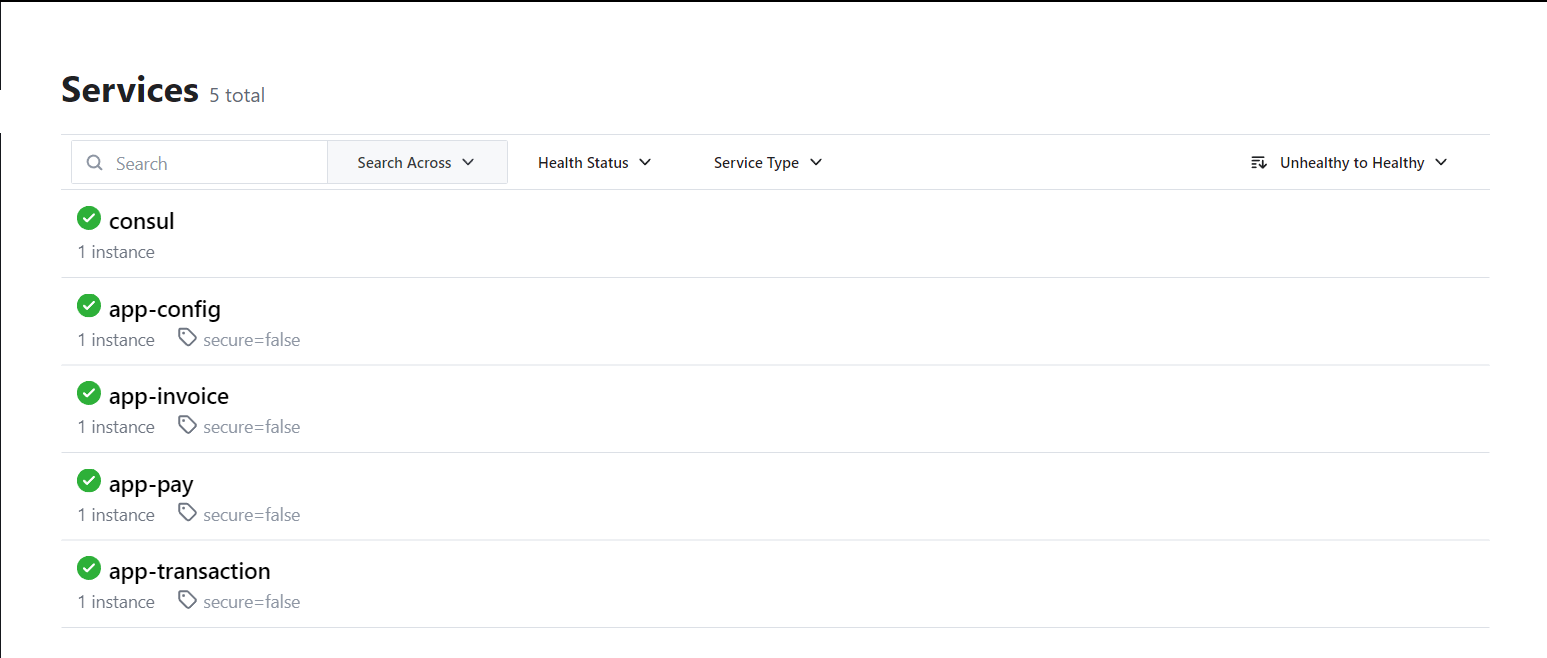 Services 5 total
Search Search Across Health Status Service Type Unhealthy to Healthy
consul
1 instance
app-config
1 instance secure=false
app-invoice
1 instance secure=false
app-pay
1 instance secure=false
app-transaction
1 instance secure=false